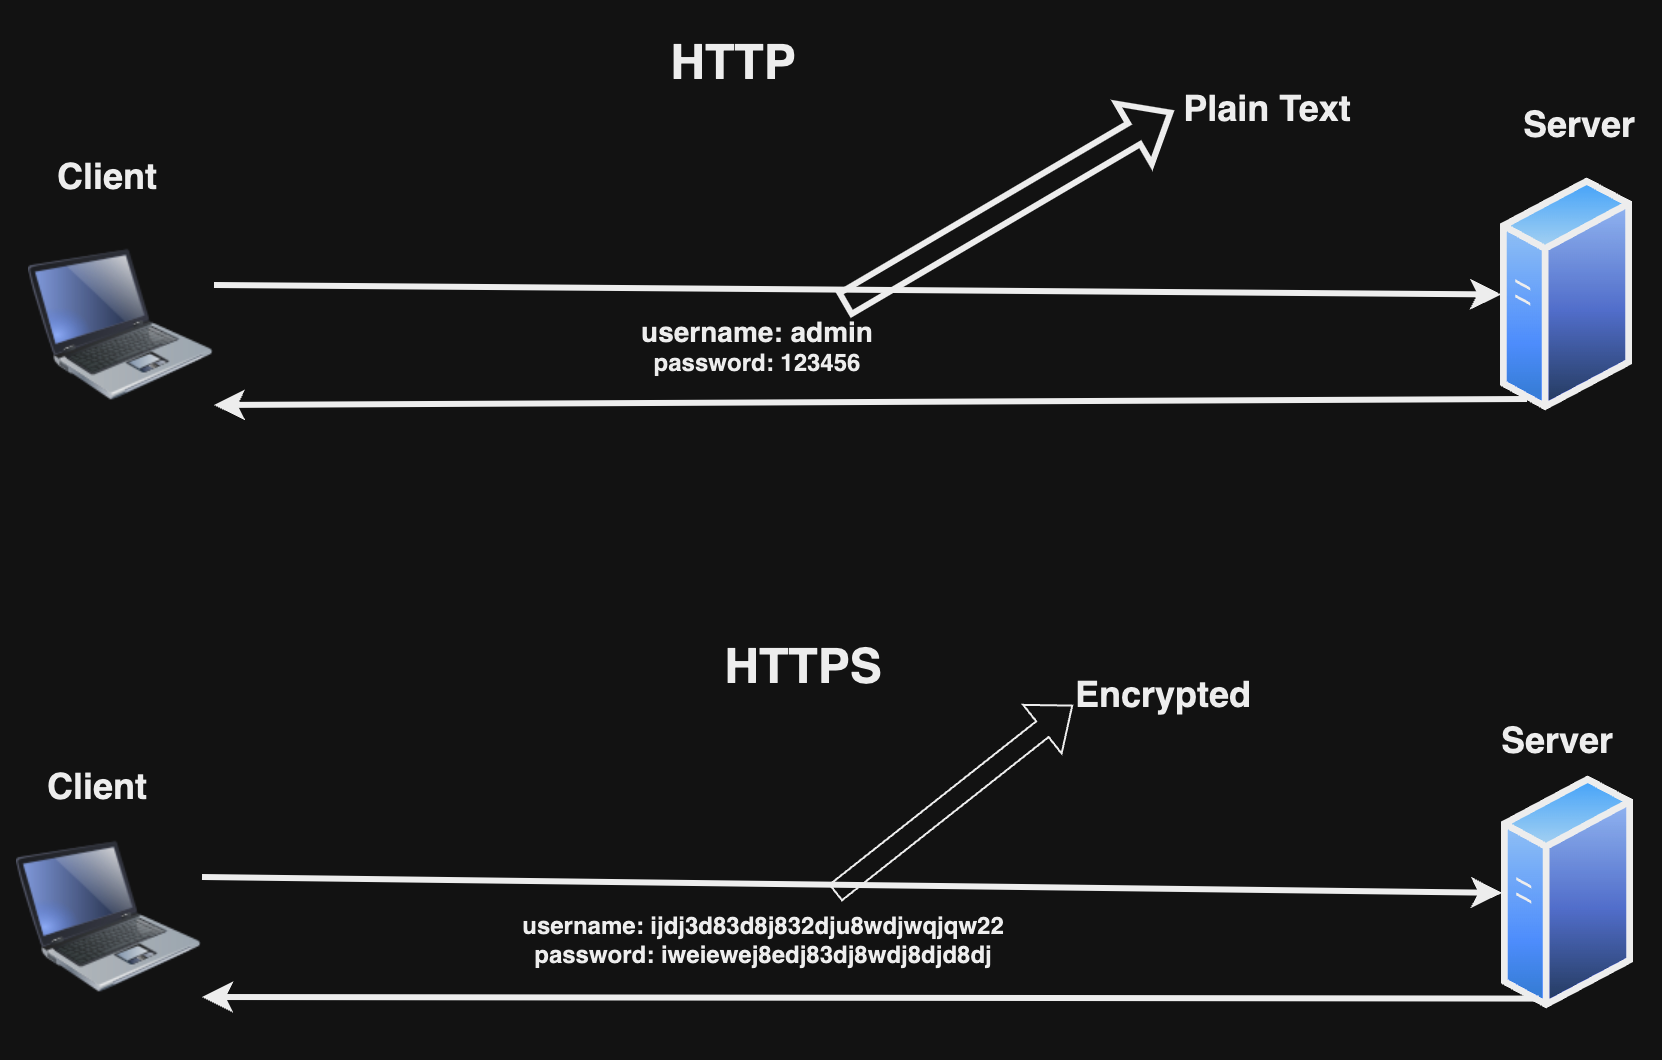 HTTP
Plain Text
Server
Client
username: admin
password: 123456
HTTPS
Encrypted
Server
Client
username: ijdj3d83d8j832dju8wdjwqjqw22
password: iweiewej8edj83dj8wdj8djd8dj